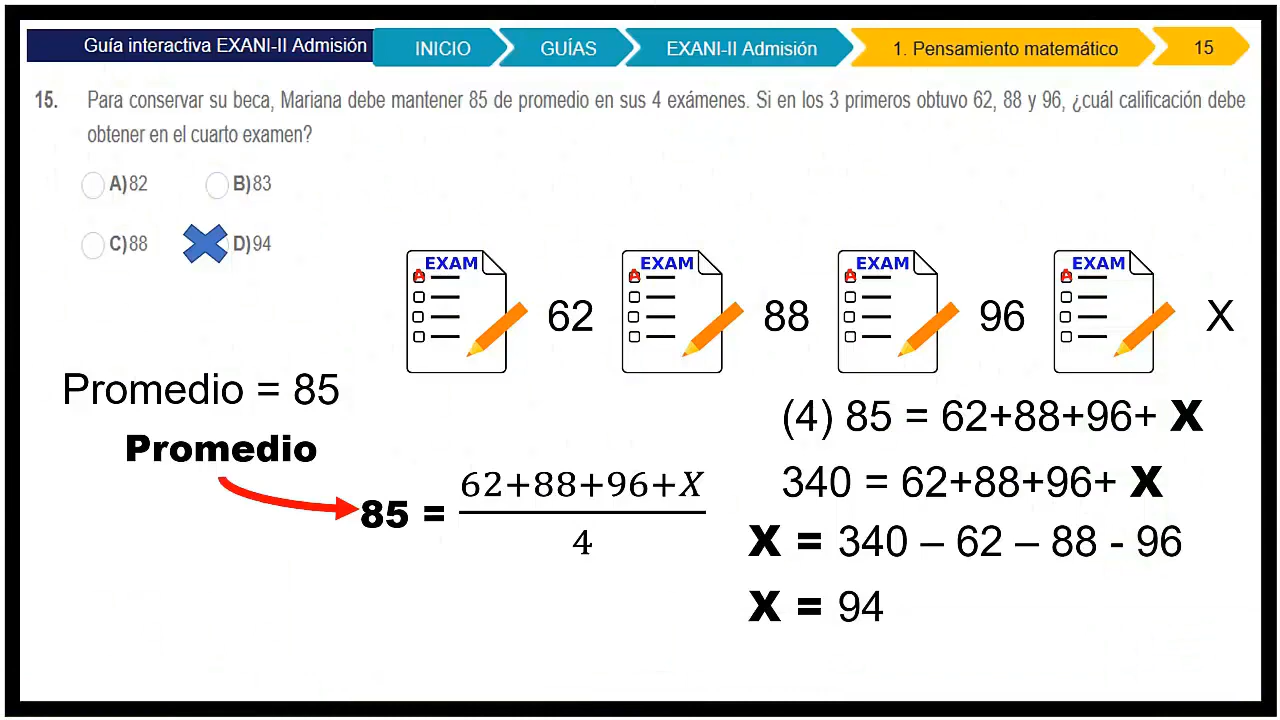 Guía interactiva EXANI-II Admisión INICIO GUÍAS EXANI-II Admisión 1. Pensamiento matemático 15
15. Para conservar su beca, Mariana debe mantener 85 de promedio en sus 4 exámenes. Si en los 3 primeros obtuvo 62, 88 y 96, ¿cuál calificación debe
obtener en el cuarto examen?
A) 82 B) 83
C) 88 D) 94
EXAM EXAM EXAM EXAM
A A A A
62 88 96 X
Promedio = 85
Promedio
85 = 62+88+96+X
4
(4) 85 = 62+88+96+ X
340 = 62+88+96+ X
X = 340 – 62 – 88 - 96
X = 94